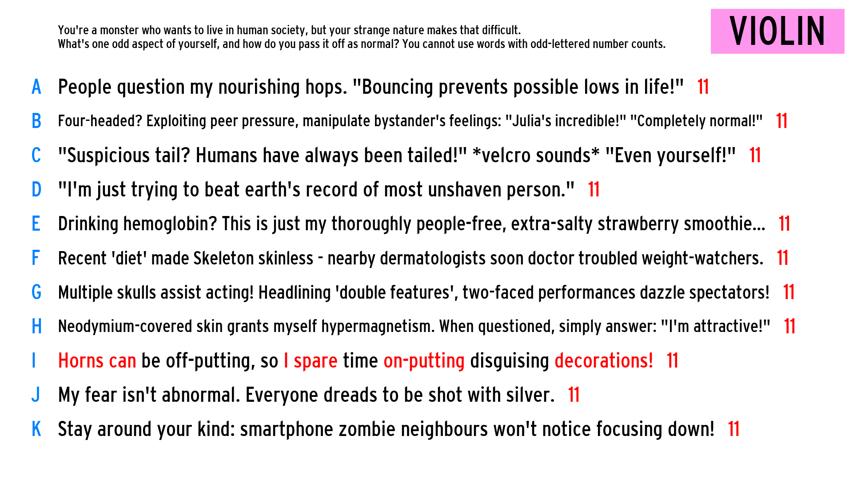 You're a monster who wants to live in human society, but your strange nature makes that difficult.
What's one odd aspect of yourself, and how do you pass it off as normal? You cannot use words with odd-lettered number counts.
VIOLIN
A People question my nourishing hops. "Bouncing prevents possible lows in life!" 11
B Four-headed? Exploiting peer pressure, manipulate bystander's feelings: "Julia's incredible!" "Completely normal!" 11
C "Suspicious tail? Humans have always been tailed!" *velcro sounds* "Even yourself!" 11
D "I'm just trying to beat earth's record of most unshaven person." 11
E Drinking hemoglobin? This is just my thoroughly people-free, extra-salty strawberry smoothie... 11
F Recent 'diet' made Skeleton skinless - nearby dermatologists soon doctor troubled weight-watchers. 11
G Multiple skulls assist acting! Headlining 'double features', two-faced performances dazzle spectators! 11
H Neodymium-covered skin grants myself hypermagnetism. When questioned, simply answer: "I'm attractive!" 11
I Horns can be off-putting, so I spare time on-putting disguising decorations! 11
J My fear isn't abnormal. Everyone dreads to be shot with silver. 11
K Stay around your kind: smartphone zombie neighbours won't notice focusing down! 11